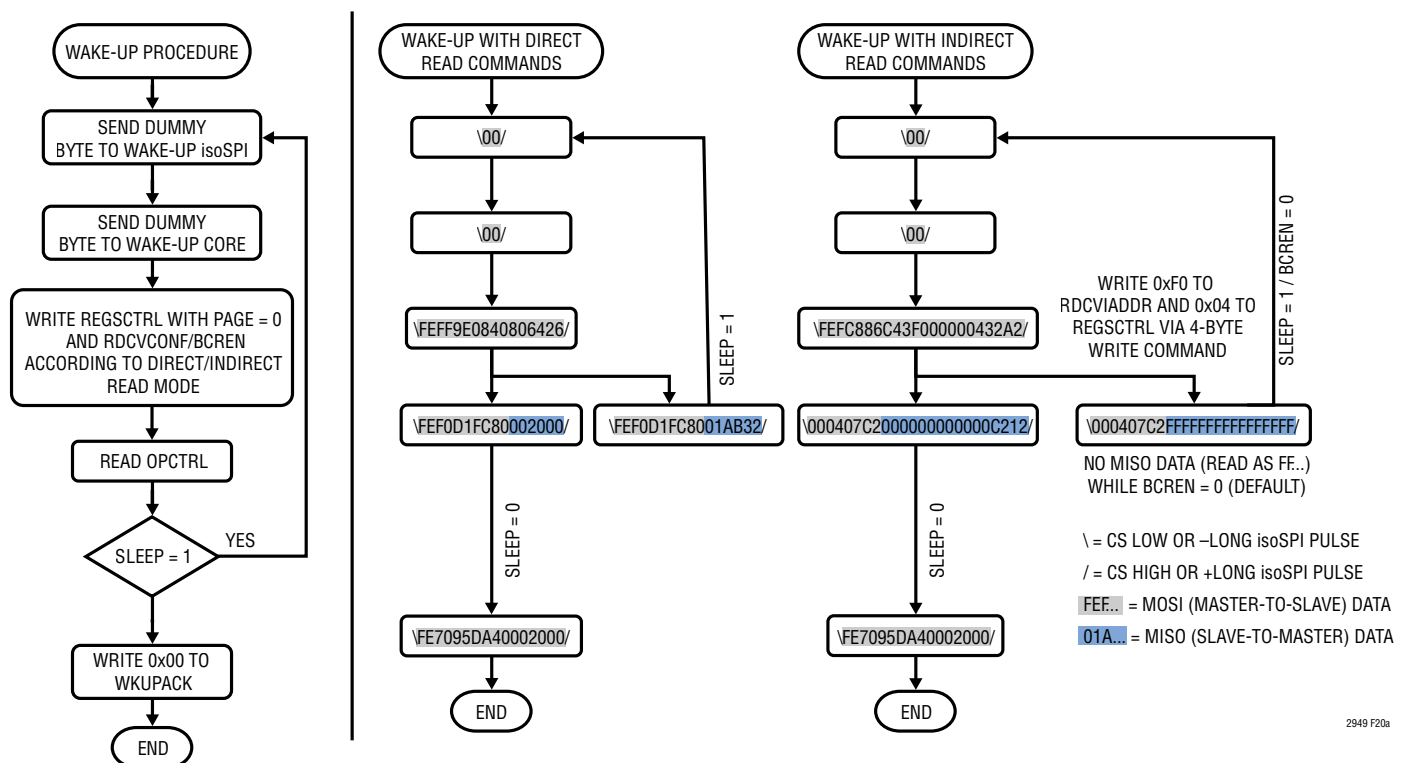 WAKE-UP PROCEDURE
SEND DUMMY
BYTE TO WAKE-UP isoSPI
SEND DUMMY
BYTE TO WAKE-UP CORE
WRITE REGSCTRL WITH PAGE = 0
AND RDCVCONF/BCREN
ACCORDING TO DIRECT/INDIRECT
READ MODE
READ OPCTRL
SLEEP = 1
YES
WRITE 0x00 TO
WKUPACK
END
WAKE-UP WITH DIRECT
READ COMMANDS
\00/
\00/
\FEFF9E0840806426/
SLEEP = 1
\FEF0D1FC80002000/
\FEF0D1FC8001AB32/
SLEEP = 0
\FE7095DA40002000/
END
WAKE-UP WITH INDIRECT
READ COMMANDS
\00/
\00/
\FEFC886C43F000000432A2/
WRITE 0xF0 TO
RDCVIADDR AND 0x04 TO
REGSCTRL VIA 4-BYTE
WRITE COMMAND
SLEEP = 1 / BCREN = 0
\000407C2000000000000C212/
\000407C2FFFFFFFFFFFFFFFF/
NO MISO DATA (READ AS FF...)
WHILE BCREN = 0 (DEFAULT)
SLEEP = 0
\FE7095DA40002000/
END
\ = CS LOW OR –LONG isoSPI PULSE
/ = CS HIGH OR +LONG isoSPI PULSE
FEF... = MOSI (MASTER-TO-SLAVE) DATA
01A... = MISO (SLAVE-TO-MASTER) DATA
2949 F20a